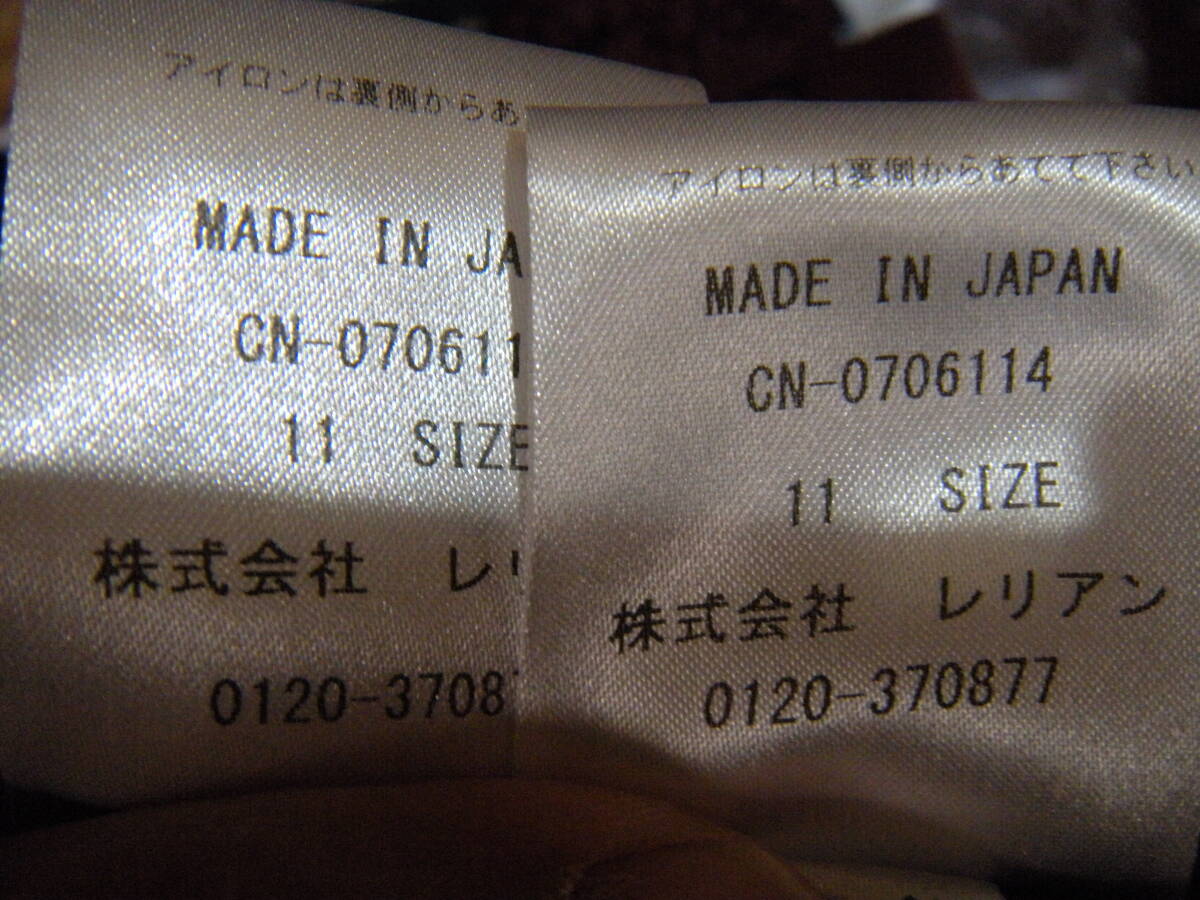 アイロンは裏側からあ
MADE IN JA
CN-070611
11 SIZE
株式会社 レリ
0120-3708
アイロンは裏側からあてて下さい
MADE IN JAPAN
CN-0706114
11 SIZE
株式会社 レリアン
0120-370877